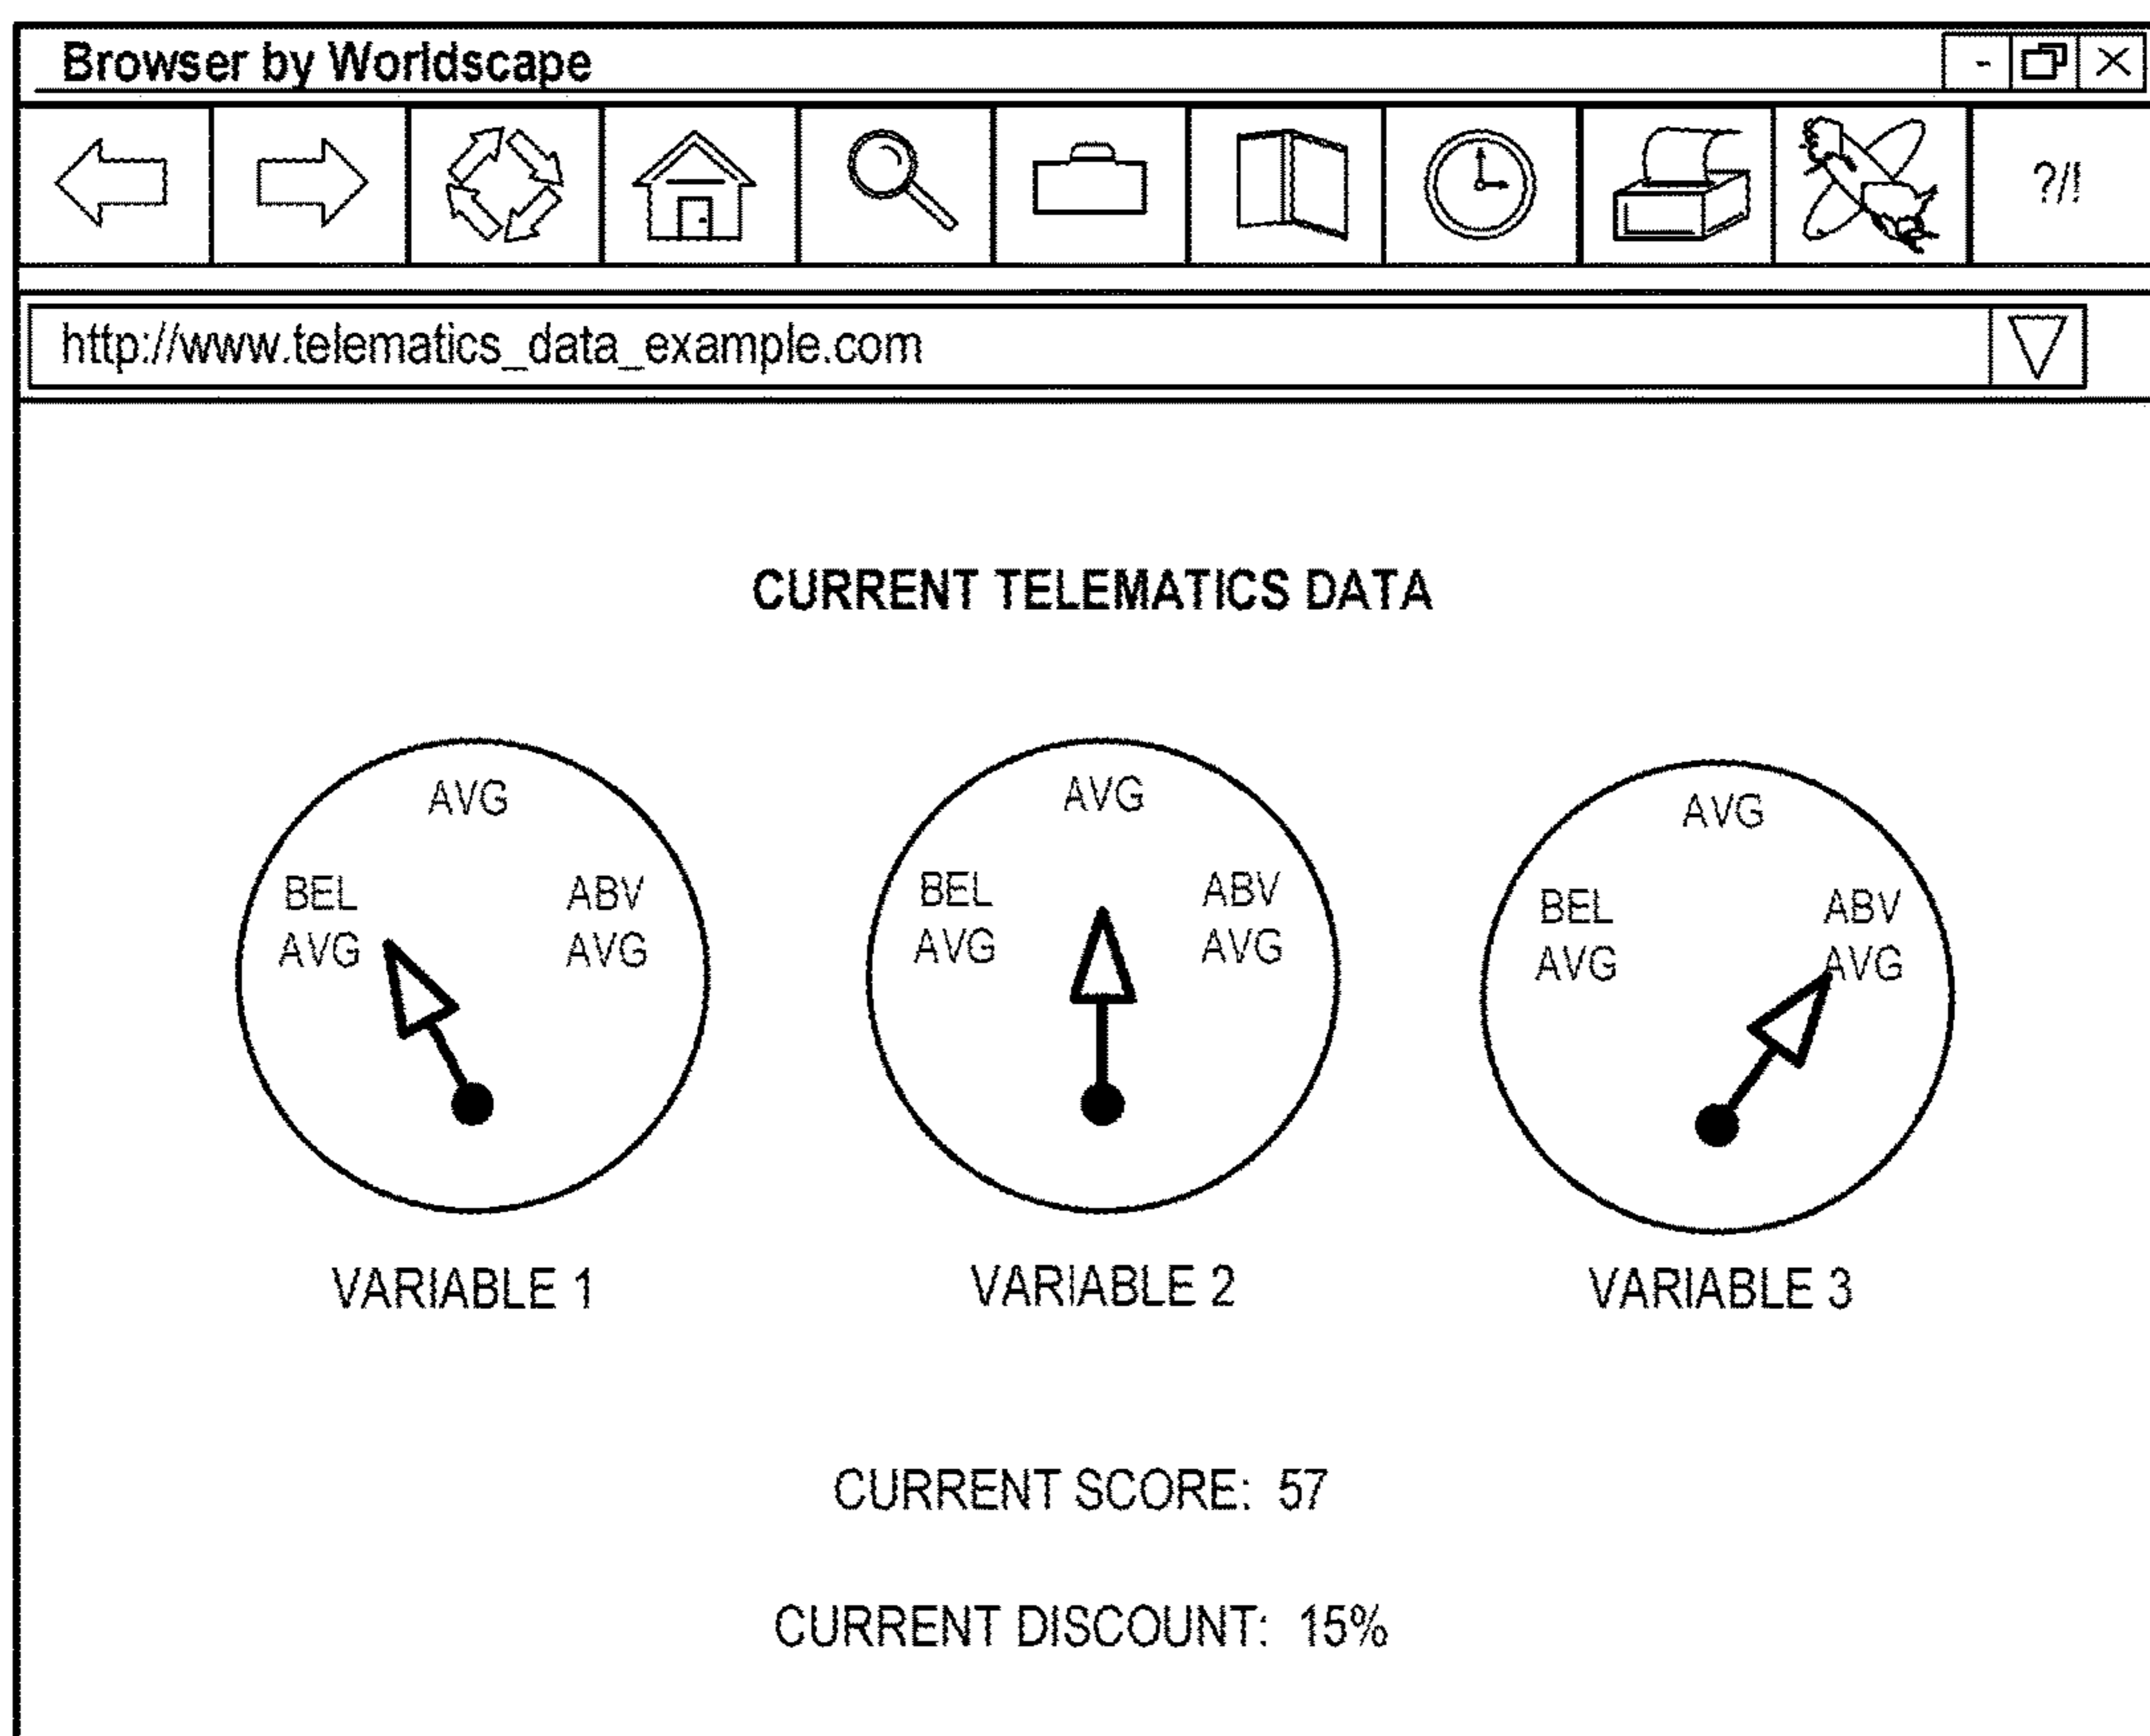 Browser by Worldscape
- X
?/!
http://www.telematics_data_example.com
CURRENT TELEMATICS DATA
AVG
BEL AVG
ABV AVG
VARIABLE 1
AVG
BEL AVG
ABV AVG
VARIABLE 2
AVG
BEL AVG
ABV AVG
VARIABLE 3
CURRENT SCORE: 57
CURRENT DISCOUNT: 15%